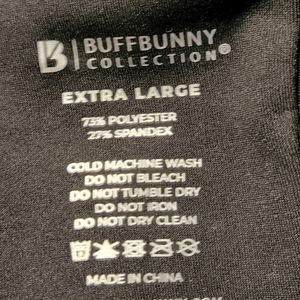 B | BUFFBUNNY
COLLECTION®
EXTRA LARGE
73% POLYESTER
27% SPANDEX
COLD MACHINE WASH
DO NOT BLEACH
DO NOT TUMBLE DRY
DO NOT IRON
DO NOT DRY CLEAN
MADE IN CHINA